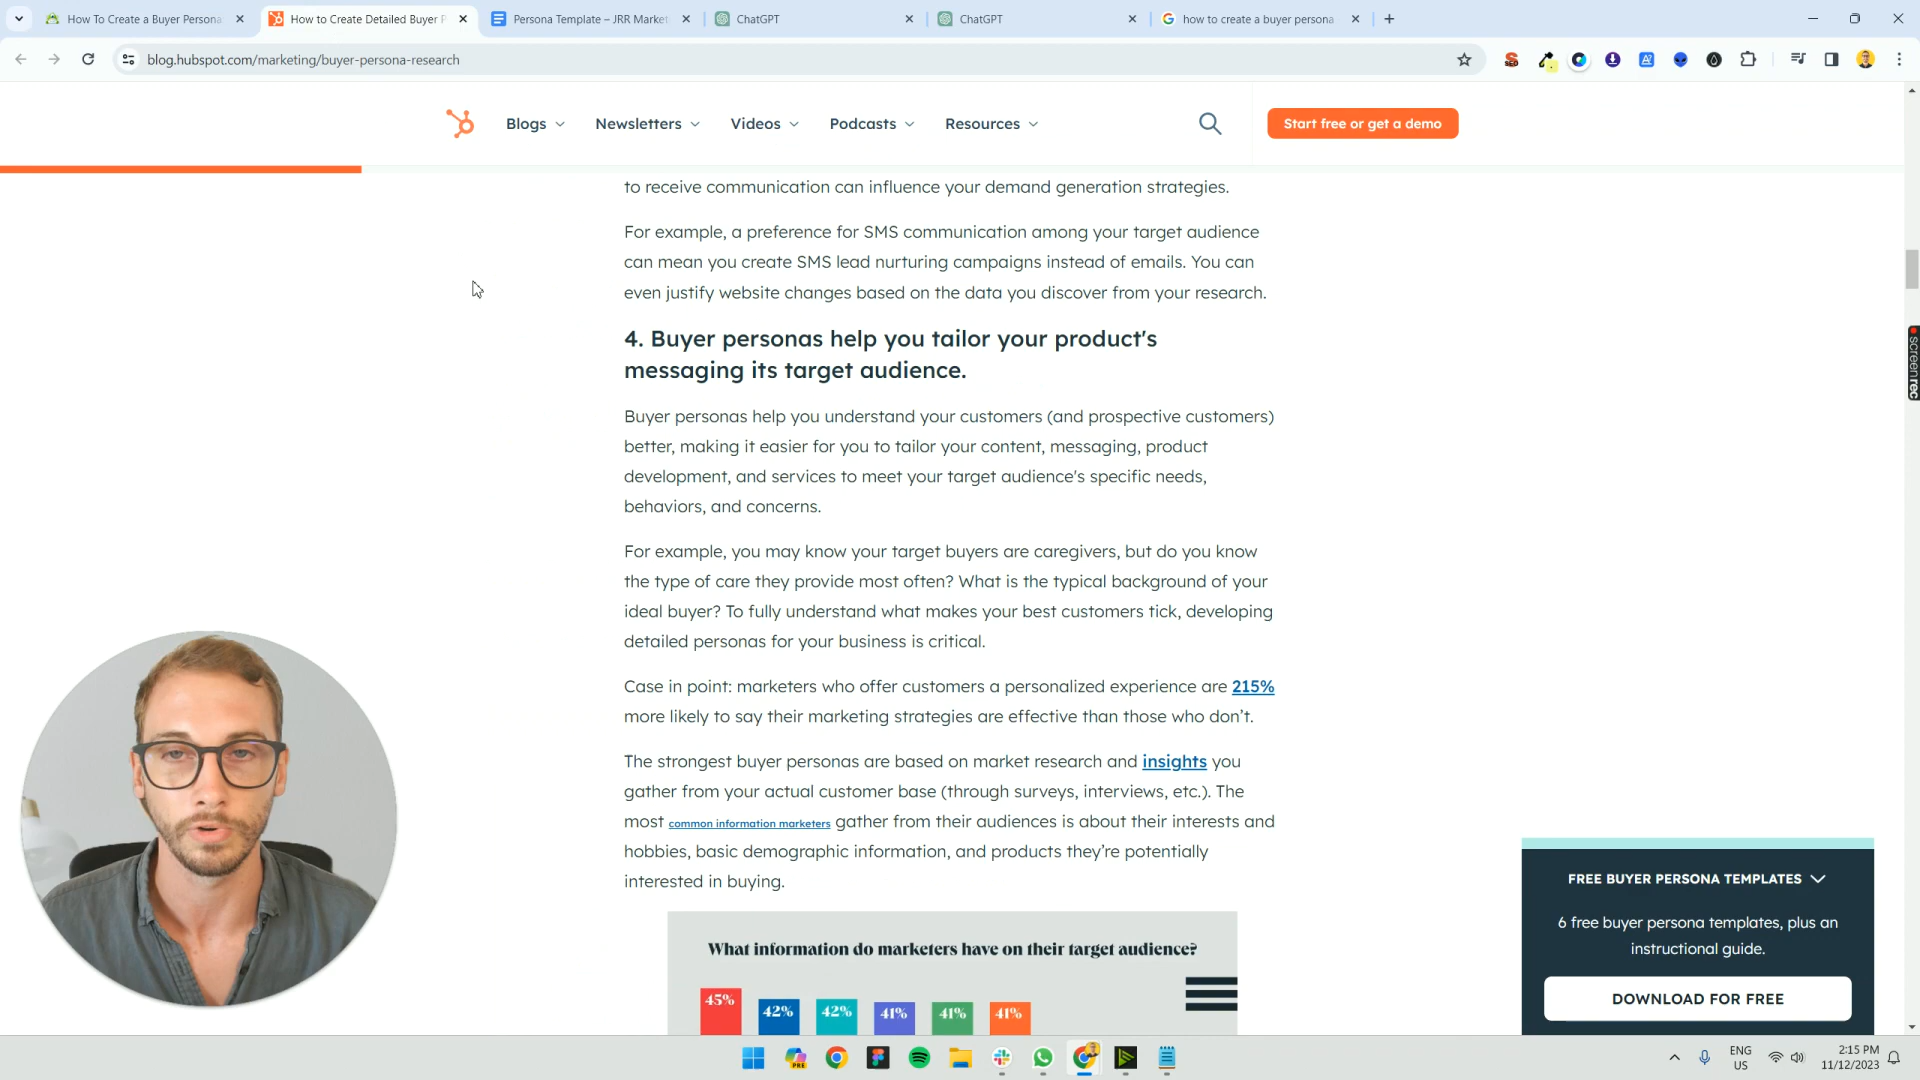 How To Create a Buyer Persona
How to Create Detailed Buyer P
Persona Template – JRR Market
ChatGPT
ChatGPT
how to create a buyer persona
blog.hubspot.com/marketing/buyer-persona-research
Blogs
Newsletters
Videos
Podcasts
Resources
Start free or get a demo
to receive communication can influence your demand generation strategies.
For example, a preference for SMS communication among your target audience
can mean you create SMS lead nurturing campaigns instead of emails. You can
even justify website changes based on the data you discover from your research.
4. Buyer personas help you tailor your product's
messaging its target audience.
Buyer personas help you understand your customers (and prospective customers)
better, making it easier for you to tailor your content, messaging, product
development, and services to meet your target audience's specific needs,
behaviors, and concerns.
For example, you may know your target buyers are caregivers, but do you know
the type of care they provide most often? What is the typical background of your
ideal buyer? To fully understand what makes your best customers tick, developing
detailed personas for your business is critical.
Case in point: marketers who offer customers a personalized experience are 215%
more likely to say their marketing strategies are effective than those who don't.
The strongest buyer personas are based on market research and insights you
gather from your actual customer base (through surveys, interviews, etc.). The
most common information marketers gather from their audiences is about their interests and
hobbies, basic demographic information, and products they're potentially
interested in buying.
What information do marketers have on their target audience?
45%
42%
42%
41%
41%
41%
FREE BUYER PERSONA TEMPLATES
6 free buyer persona templates, plus an
instructional guide.
DOWNLOAD FOR FREE
screenrec
PRE
ENG
US
2:15 PM
11/12/2023